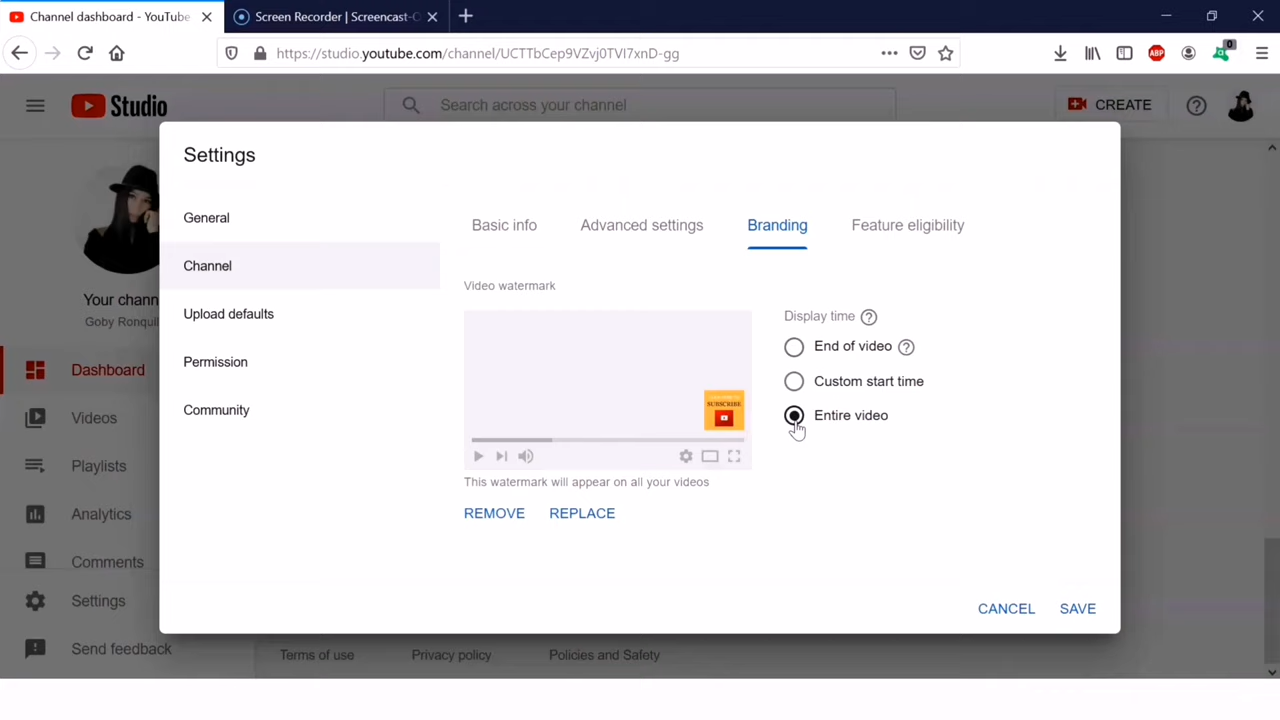 Channel dashboard - YouTube
Screen Recorder | Screencast-O
https://studio.youtube.com/channel/UCTTbCep9VZvj0TVI7xnD-gg
ABP
0
Studio
Search across your channel
CREATE
Settings
General
Channel
Upload defaults
Permission
Community
Basic info
Advanced settings
Branding
Feature eligibility
Video watermark
SUBSCRIBE
This watermark will appear on all your videos
REMOVE
REPLACE
Display time
End of video
Custom start time
Entire video
CANCEL
SAVE
Your chann
Goby Ronqui
Dashboard
Videos
Playlists
Analytics
Comments
Settings
Send feedback
Terms of use
Privacy policy
Policies and Safety